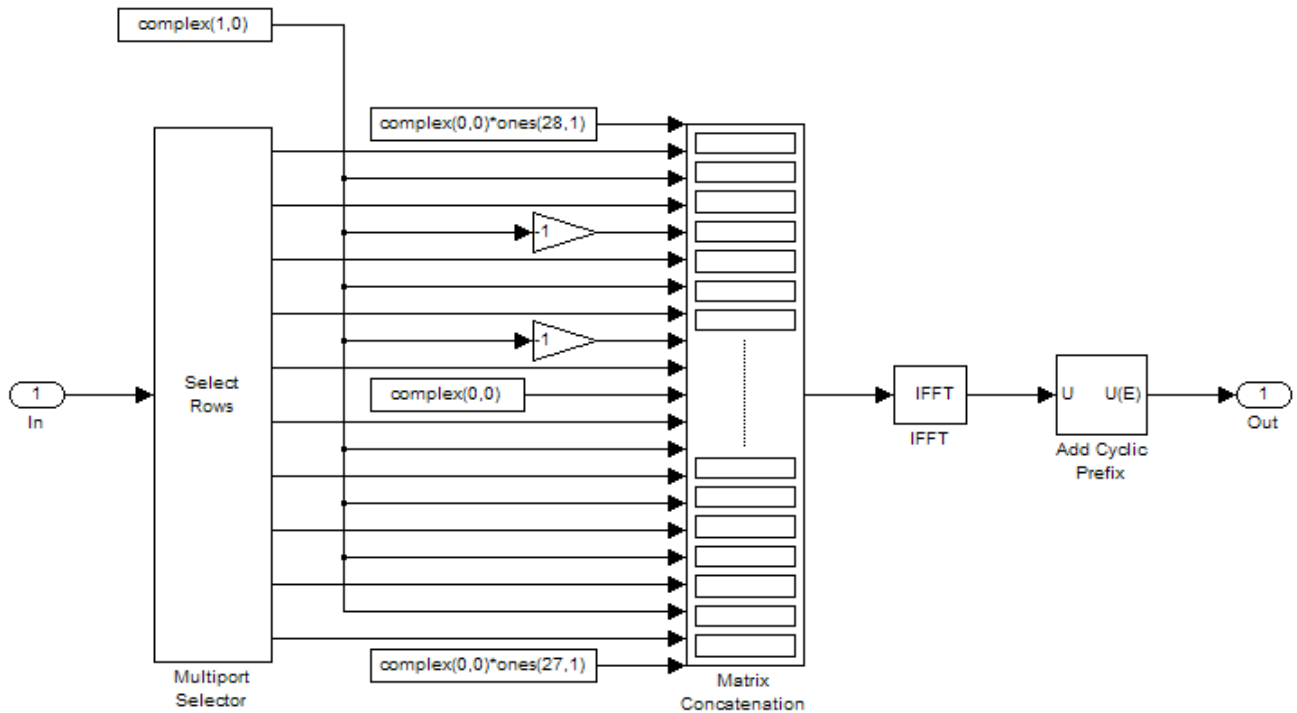 complex(1,0)
complex(0,0)*ones(28,1)
-1
-1
1
In
Select
Rows
complex(0,0)
IFFT
IFFT
U U(E)
Add Cyclic
Prefix
1
Out
complex(0,0)*ones(27,1)
Multiport
Selector
Matrix
Concatenation